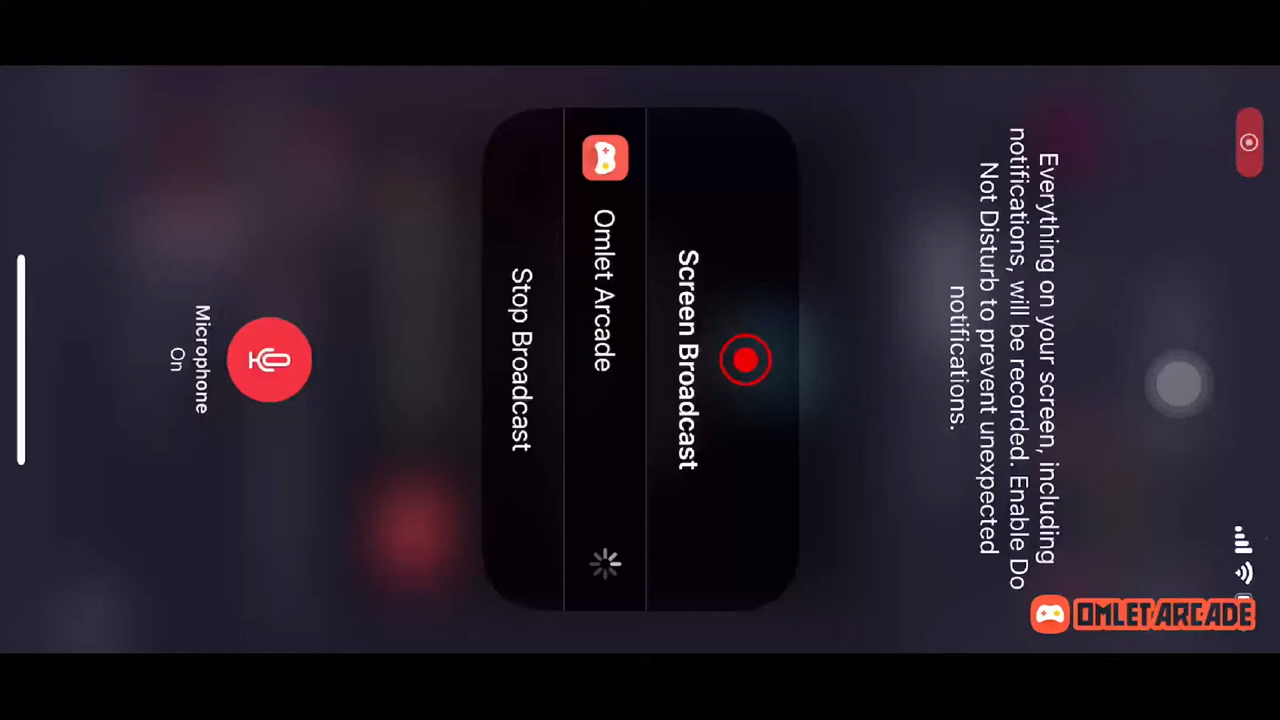 Everything on your screen, including
notifications, will be recorded. Enable Do
Not Disturb to prevent unexpected
notifications.
Screen Broadcast
Omlet Arcade
Stop Broadcast
Microphone
On
OMLET ARCADE